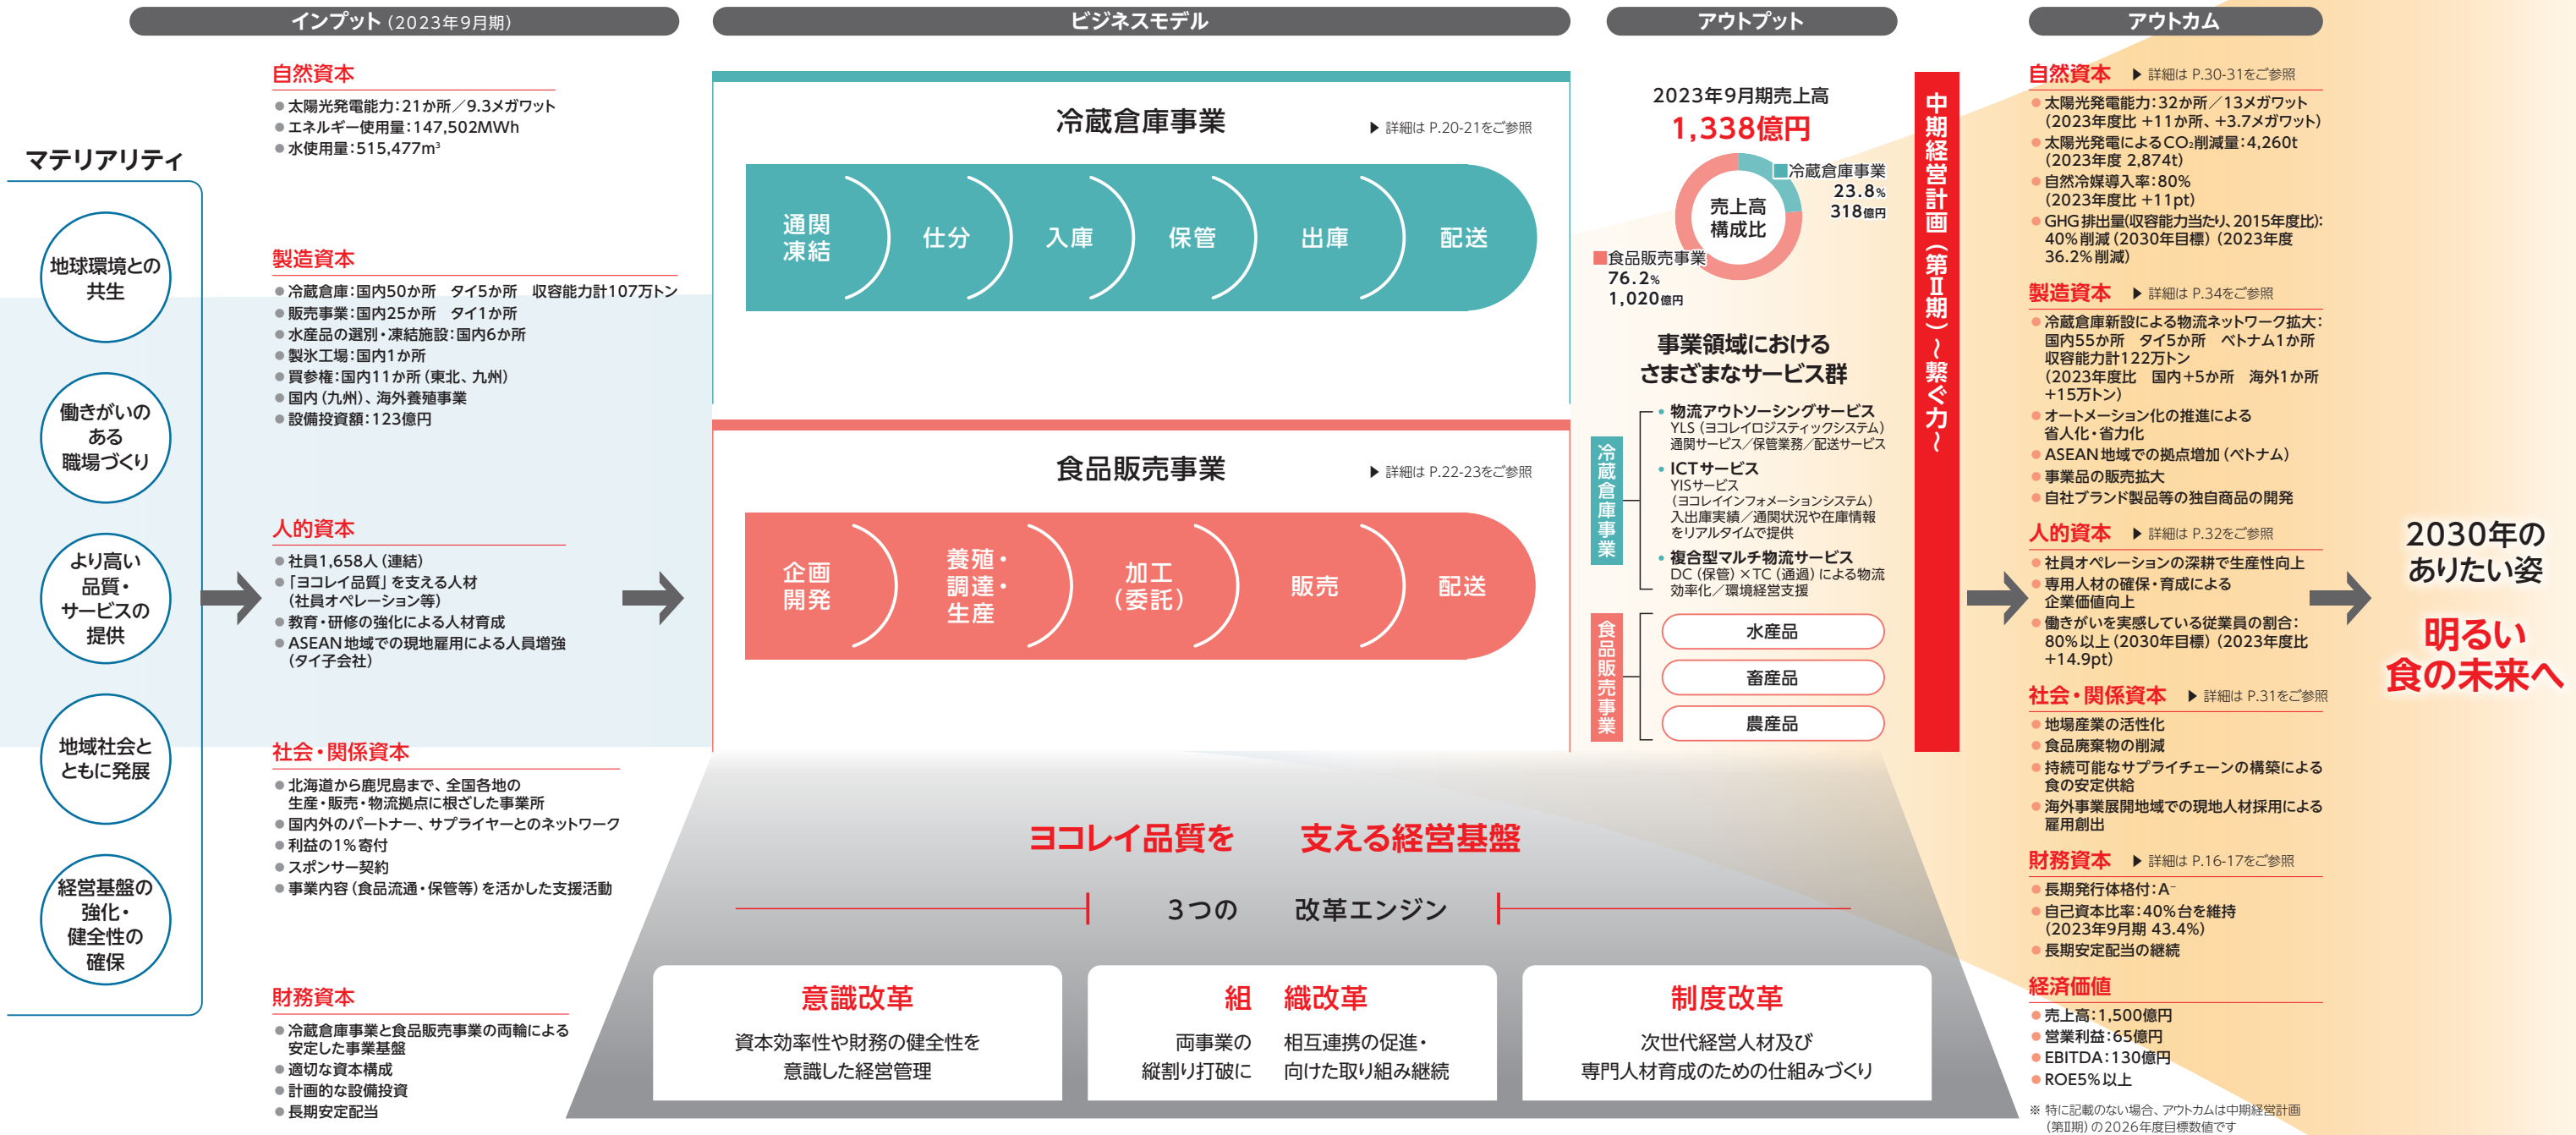 インプット（2023年9月期）
ビジネスモデル
アウトプット
アウトカム
マテリアリティ
地球環境との
共生
働きがいの
ある
職場づくり
より高い
品質・
サービスの
提供
地域社会と
ともに発展
経営基盤の
強化・
健全性の
確保
自然資本
●太陽光発電能力：21か所／9.3メガワット
●エネルギー使用量：147,502MWh
●水使用量：515,477m³
製造資本
●冷蔵倉庫：国内50か所　タイ5か所　収容能力計107万トン
●販売事業：国内25か所　タイ1か所
●水産品の選別・凍結施設：国内6か所
●製氷工場：国内1か所
●買参権：国内11か所（東北、九州）
●国内（九州）、海外養殖事業
●設備投資額：123億円
人的資本
●社員1,658人（連結）
●「ヨコレイ品質」を支える人材
（社員オペレーション等）
●教育・研修の強化による人材育成
●ASEAN地域での現地雇用による人員増強
（タイ子会社）
社会・関係資本
●北海道から鹿児島まで、全国各地の
生産・販売・物流拠点に根ざした事業所
●国内外のパートナー、サプライヤーとのネットワーク
●利益の1％寄付
●スポンサー契約
●事業内容（食品流通・保管等）を活かした支援活動
財務資本
●冷蔵倉庫事業と食品販売事業の両輪による
安定した事業基盤
●適切な資本構成
●計画的な設備投資
●長期安定配当
冷蔵倉庫事業
▶ 詳細は P.20-21をご参照
通関
凍結
仕分
入庫
保管
出庫
配送
食品販売事業
▶ 詳細は P.22-23をご参照
企画
開発
養殖・
調達・
生産
加工
（委託）
販売
配送
ヨコレイ品質を　支える経営基盤
3つの　改革エンジン
意識改革
資本効率性や財務の健全性を
意識した経営管理
組　織改革
両事業の　相互連携の促進・
縦割り打破に　向けた取り組み継続
制度改革
次世代経営人材及び
専門人材育成のための仕組みづくり
2023年9月期売上高
1,338億円
売上高
構成比
冷蔵倉庫事業
23.8%
318億円
食品販売事業
76.2%
1,020億円
事業領域における
さまざまなサービス群
冷蔵倉庫事業
• 物流アウトソーシングサービス
YLS（ヨコレイロジスティックシステム）
通関サービス／保管業務／配送サービス
• ICTサービス
YISサービス
（ヨコレイインフォメーションシステム）
入出庫実績／通関状況や在庫情報
をリアルタイムで提供
• 複合型マルチ物流サービス
DC（保管）×TC（通過）による物流
効率化／環境経営支援
食品販売事業
水産品
畜産品
農産品
中期経営計画（第Ⅱ期）～繋ぐ力～
自然資本　▶ 詳細は P.30-31をご参照
●太陽光発電能力：32か所／13メガワット
（2023年度比 +11か所、+3.7メガワット）
●太陽光発電によるCO₂削減量：4,260t
（2023年度 2,874t）
●自然冷媒導入率：80％
（2023年度比 +11pt）
●GHG排出量（収容能力当たり、2015年度比）：
40％削減（2030年目標）（2023年度
36.2％削減）
製造資本　▶ 詳細は P.34をご参照
●冷蔵倉庫新設による物流ネットワーク拡大：
国内55か所　タイ5か所　ベトナム1か所
収容能力計122万トン
（2023年度比　国内+5か所　海外1か所
+15万トン）
●オートメーション化の推進による
省人化・省力化
●ASEAN地域での拠点増加（ベトナム）
●事業品の販売拡大
●自社ブランド製品等の独自商品の開発
人的資本　▶ 詳細は P.32をご参照
●社員オペレーションの深耕で生産性向上
●専用人材の確保・育成による
企業価値向上
●働きがいを実感している従業員の割合：
80％以上（2030年目標）（2023年度比
+14.9pt）
社会・関係資本　▶ 詳細は P.31をご参照
●地場産業の活性化
●食品廃棄物の削減
●持続可能なサプライチェーンの構築による
食の安定供給
●海外事業展開地域での現地人材採用による
雇用創出
財務資本　▶ 詳細は P.16-17をご参照
●長期発行体格付：A⁻
●自己資本比率：40％台を維持
（2023年9月期 43.4％）
●長期安定配当の継続
経済価値
●売上高：1,500億円
●営業利益：65億円
●EBITDA：130億円
●ROE5％以上
※ 特に記載のない場合、アウトカムは中期経営計画
（第Ⅱ期）の2026年度目標数値です
2030年の
ありたい姿
明るい
食の未来へ